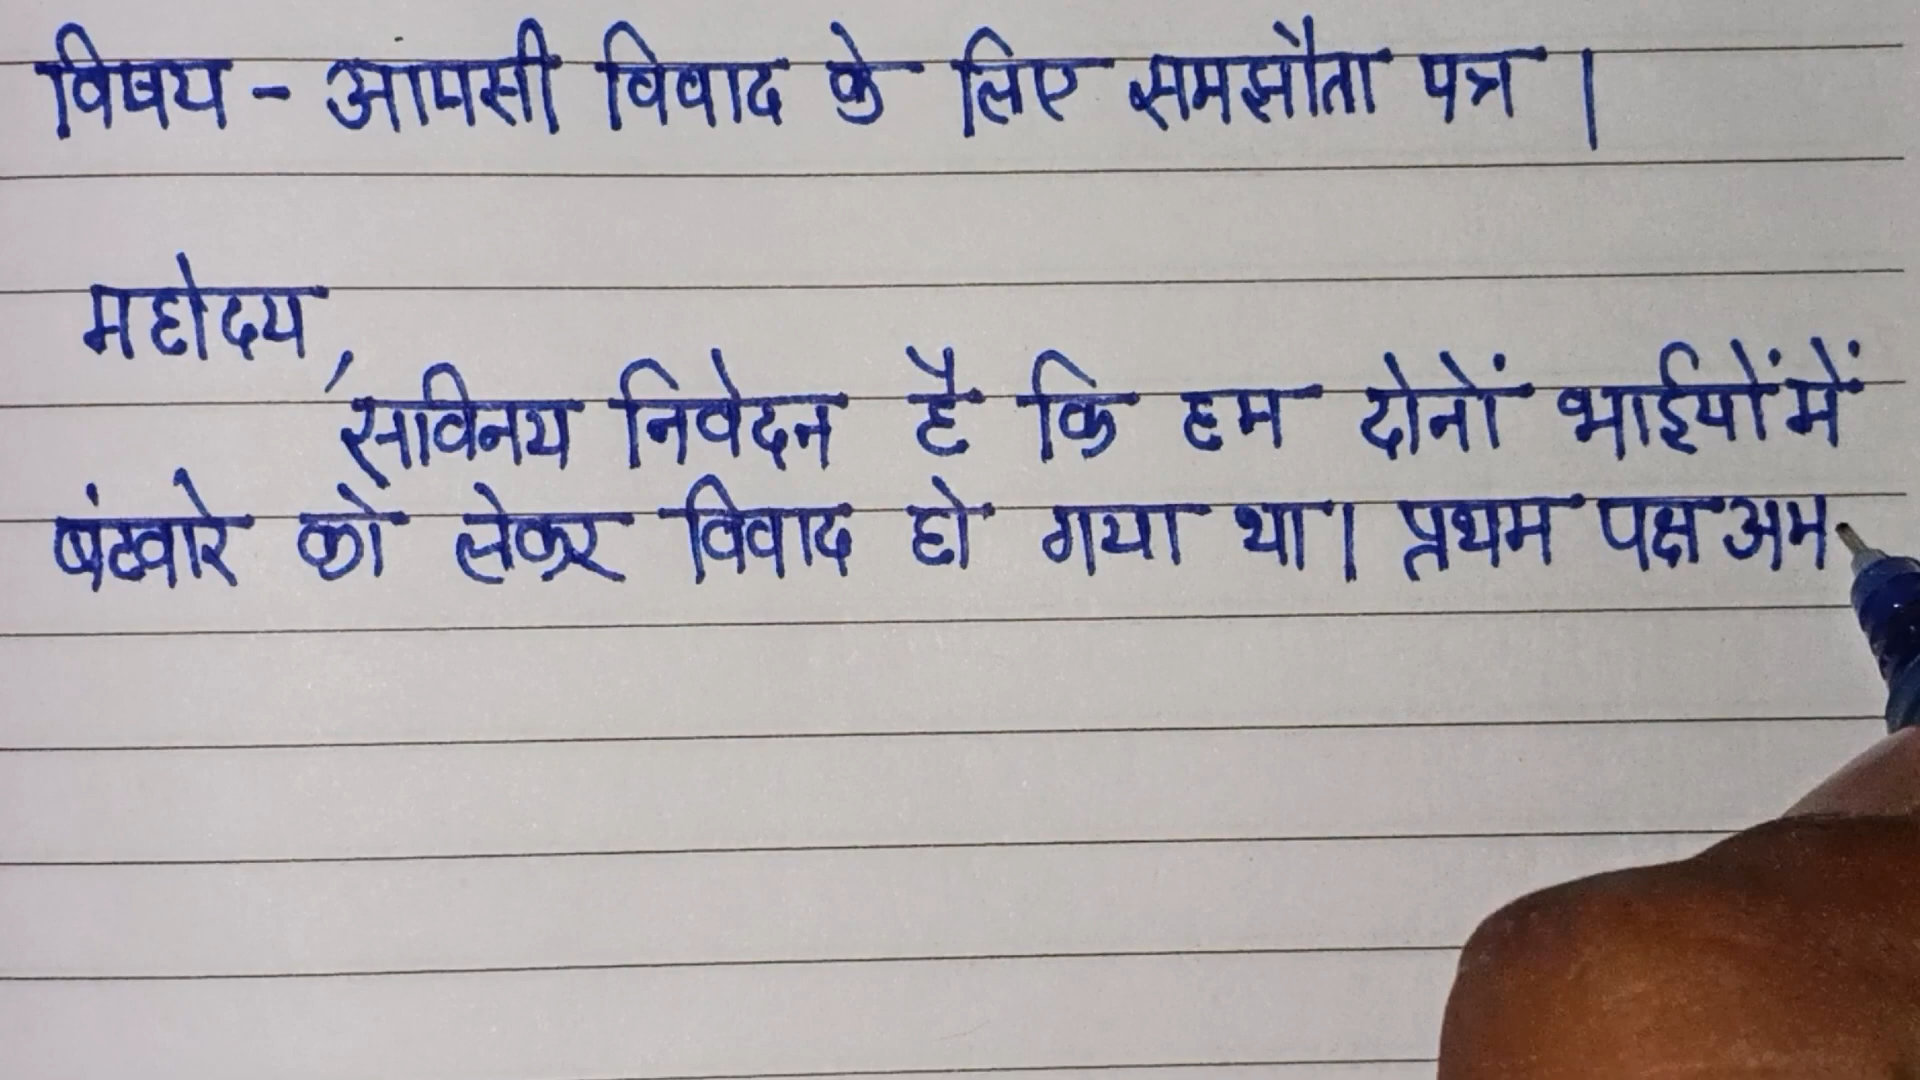 विषय - आपसी विवाद के लिए समझौता पत्र ।
महोदय,
सविनय निवेदन है कि हम दोनों भाईयों में
बंटवारे को लेकर विवाद हो गया था। प्रथम पक्ष अम